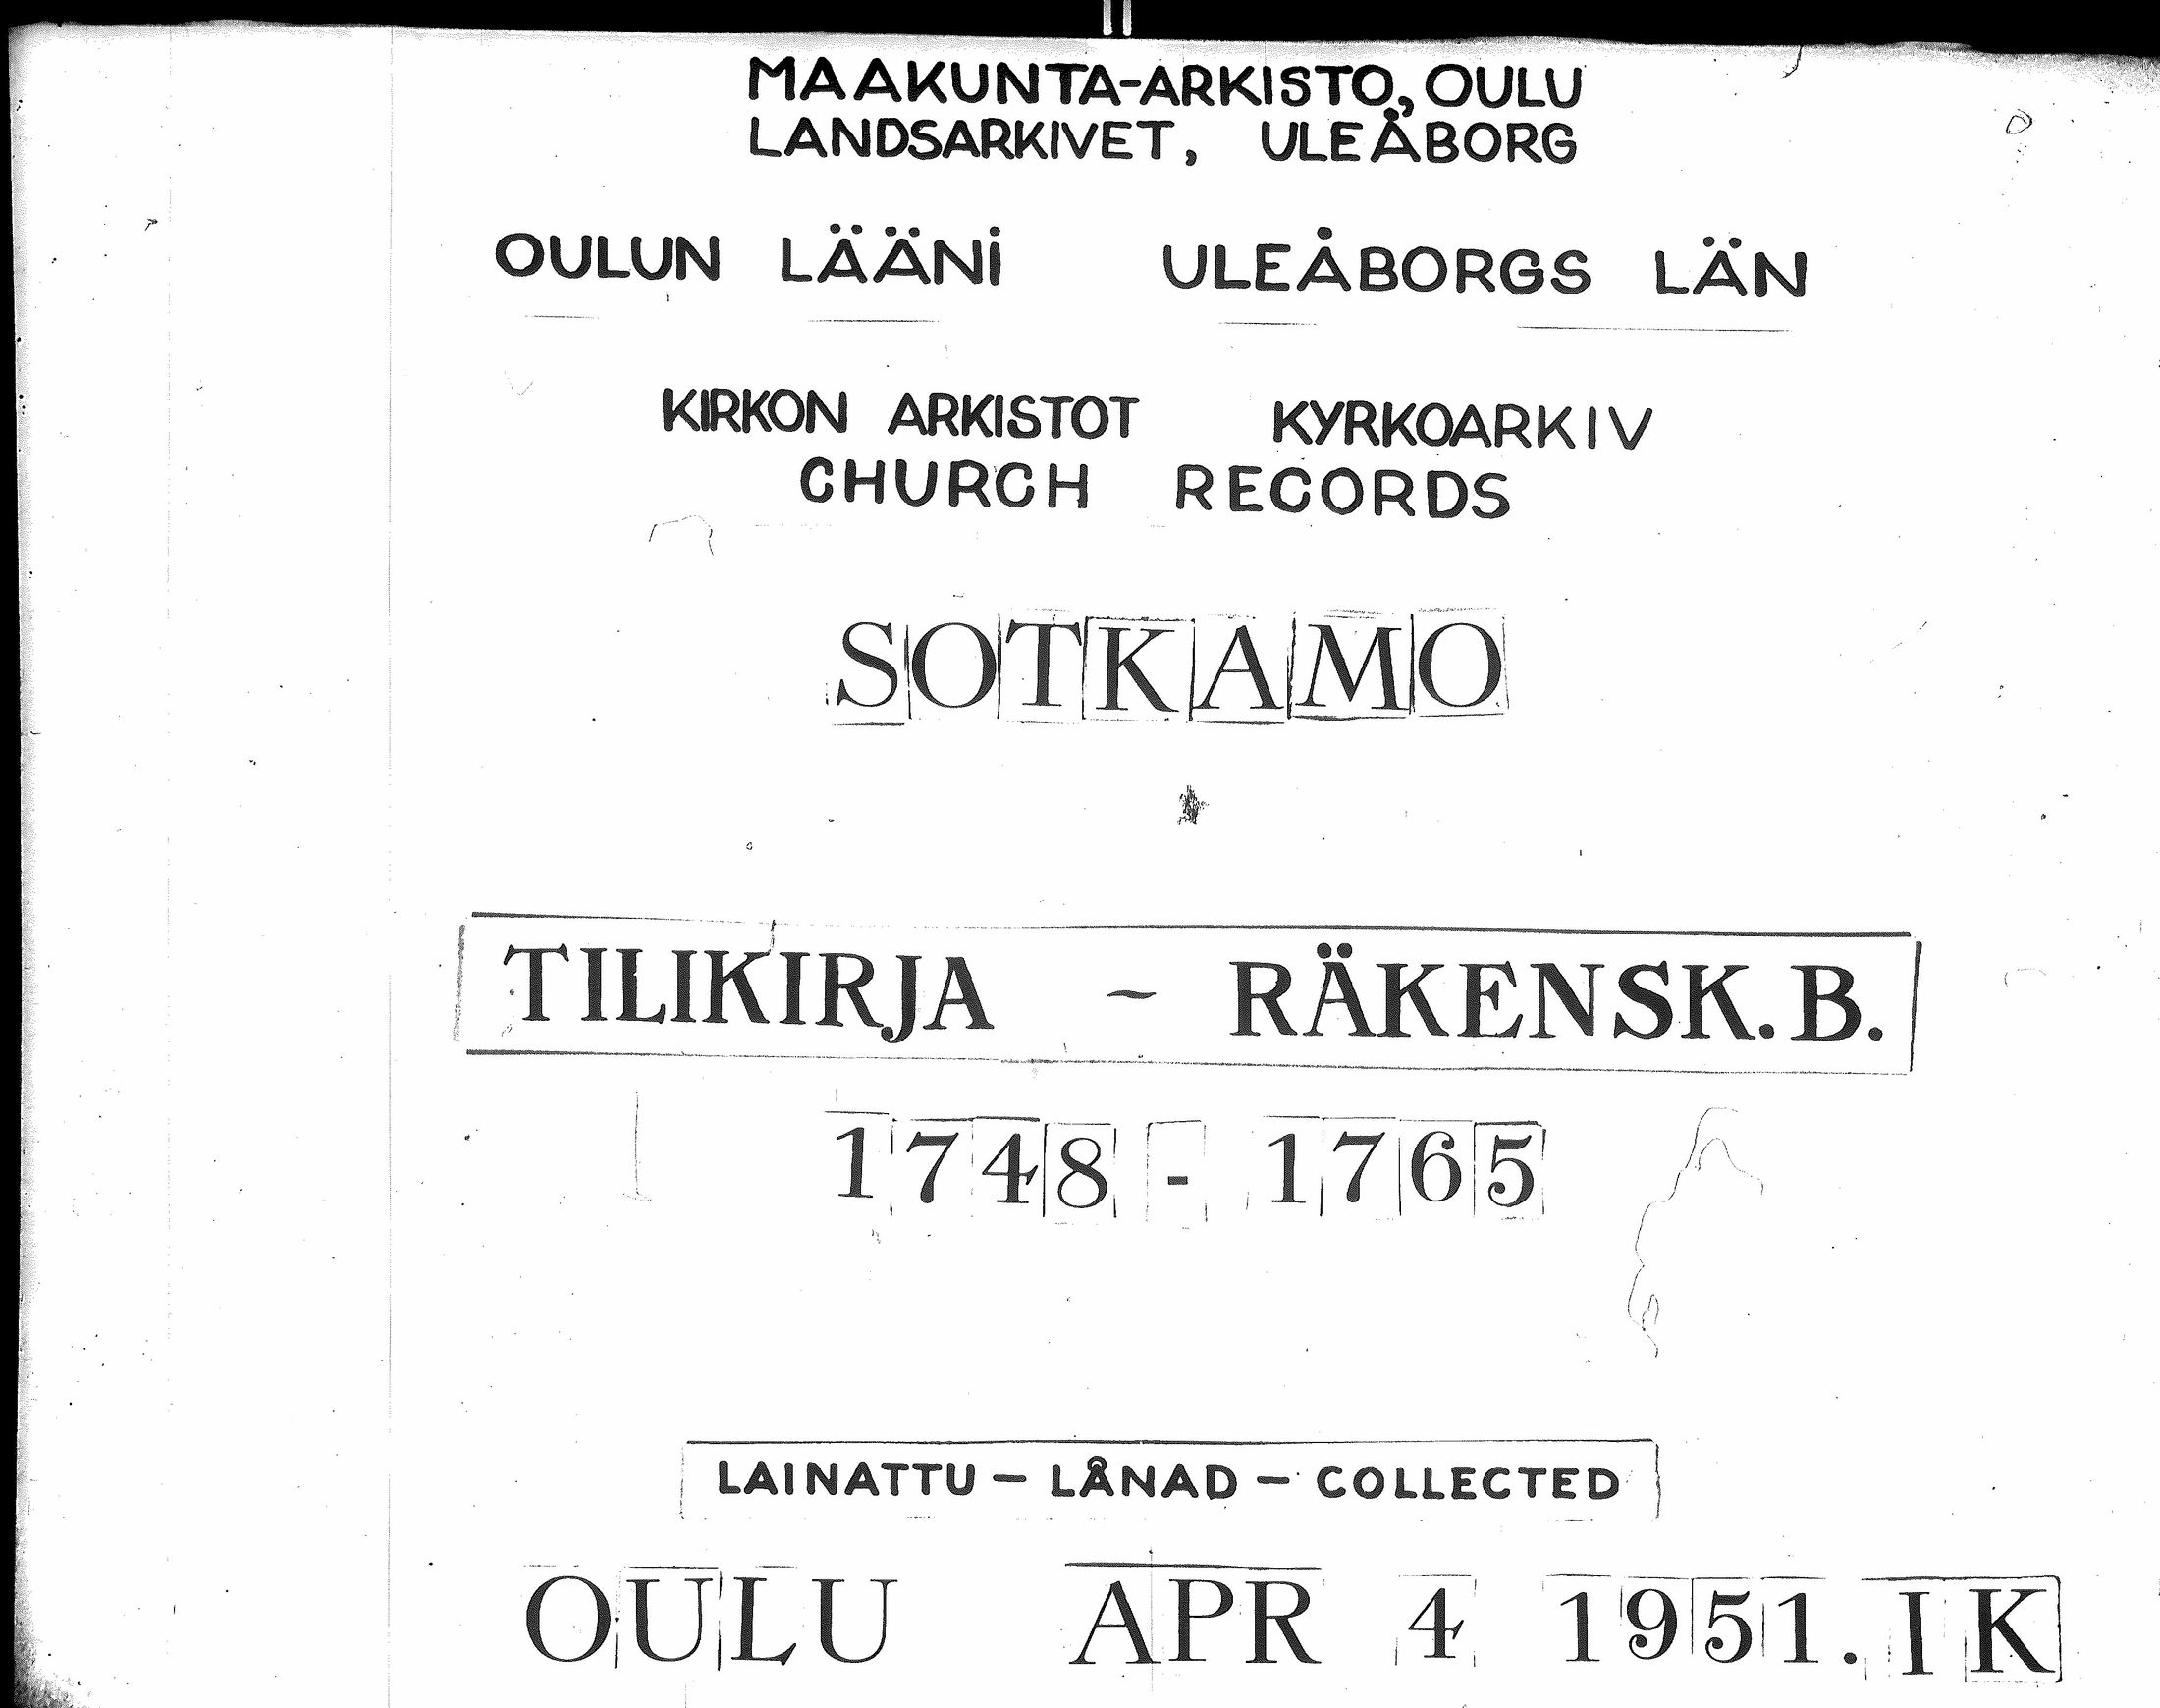 MAAKUNTA-ARKISTO, OULU
LANDSARKIVET, ULEÅBORG
OULUN LÄÄNI ULEÅBORGS LÄN
KIRKON ARKISTOT KYRKOARKIV
CHURCH RECORDS
SOTKAMO
TILIKIRJA - RÄKENSK. B.
1748 - 1765
LAINATTU - LÅNAD - COLLECTED
OULU APR 4 1951. IK